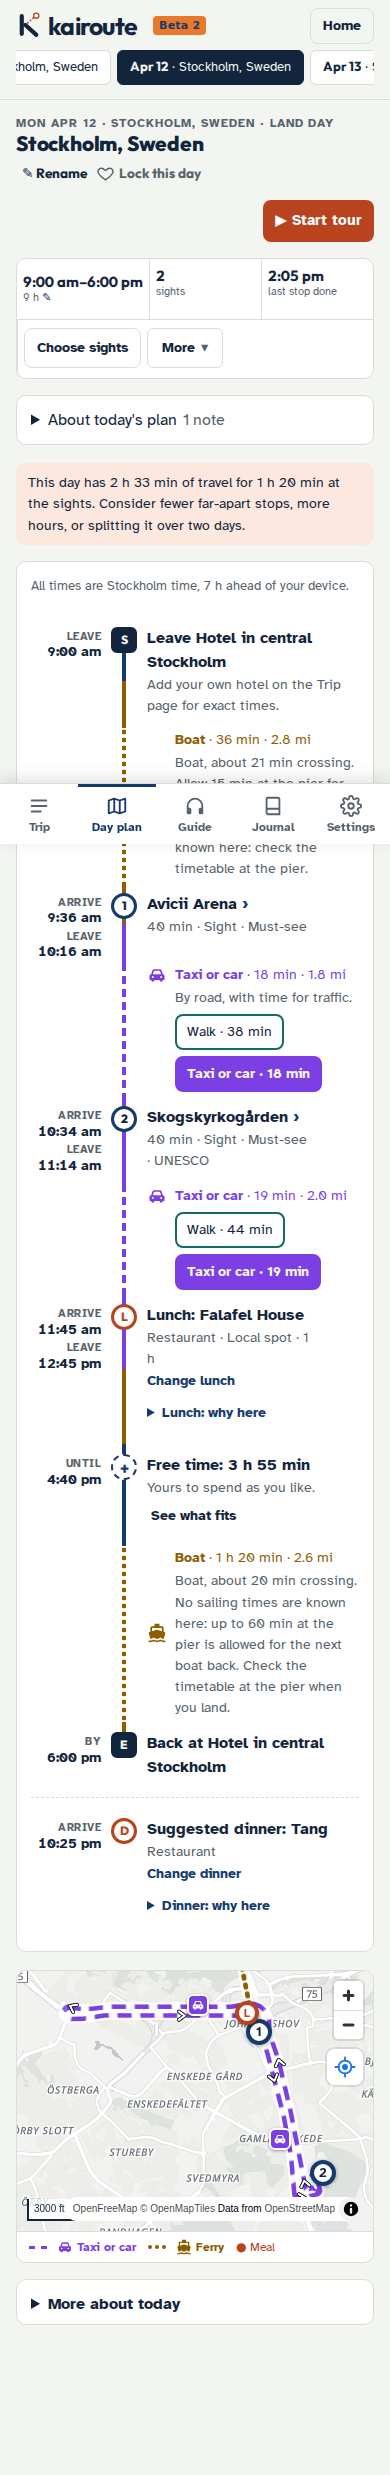 kairoute Beta 2 Home
holm, Sweden Apr 12 · Stockholm, Sweden Apr 13 ·
MON APR 12 · STOCKHOLM, SWEDEN · LAND DAY
Stockholm, Sweden
✎ Rename Lock this day
▶ Start tour
9:00 am–6:00 pm
9 h ✎
2
sights
2:05 pm
last stop done
Choose sights
More ▼
▶ About today's plan 1 note
This day has 2 h 33 min of travel for 1 h 20 min at
the sights. Consider fewer far-apart stops, more
hours, or splitting it over two days.
All times are Stockholm time, 7 h ahead of your device.
LEAVE
9:00 am
S
Leave Hotel in central
Stockholm
Add your own hotel on the Trip
page for exact times.
Boat · 36 min · 2.8 mi
Boat, about 21 min crossing.
Allow 15 min at the pier for
Trip
Day plan
Guide
Journal
Settings
known here: check the
timetable at the pier.
ARRIVE
9:36 am
LEAVE
10:16 am
1
Avicii Arena ›
40 min · Sight · Must-see
Taxi or car · 18 min · 1.8 mi
By road, with time for traffic.
Walk · 38 min
Taxi or car · 18 min
ARRIVE
10:34 am
LEAVE
11:14 am
2
Skogskyrkogården ›
40 min · Sight · Must-see
· UNESCO
Taxi or car · 19 min · 2.0 mi
Walk · 44 min
Taxi or car · 19 min
ARRIVE
11:45 am
LEAVE
12:45 pm
L
Lunch: Falafel House
Restaurant · Local spot · 1
h
Change lunch
▶ Lunch: why here
UNTIL
4:40 pm
+
Free time: 3 h 55 min
Yours to spend as you like.
See what fits
Boat · 1 h 20 min · 2.6 mi
Boat, about 20 min crossing.
No sailing times are known
here: up to 60 min at the
pier is allowed for the next
boat back. Check the
timetable at the pier when
you land.
BY
6:00 pm
E
Back at Hotel in central
Stockholm
ARRIVE
10:25 pm
D
Suggested dinner: Tang
Restaurant
Change dinner
▶ Dinner: why here
75
+
−
L
1
ENSKEDE GÅRD
ÖSTBERGA
ENSKEDEFÄLTET
ÖRBY SLOTT
STUREBY
SVEDMYRA
2
3000 ft
OpenFreeMap © OpenMapTiles Data from OpenStreetMap
Taxi or car Ferry Meal
▶ More about today